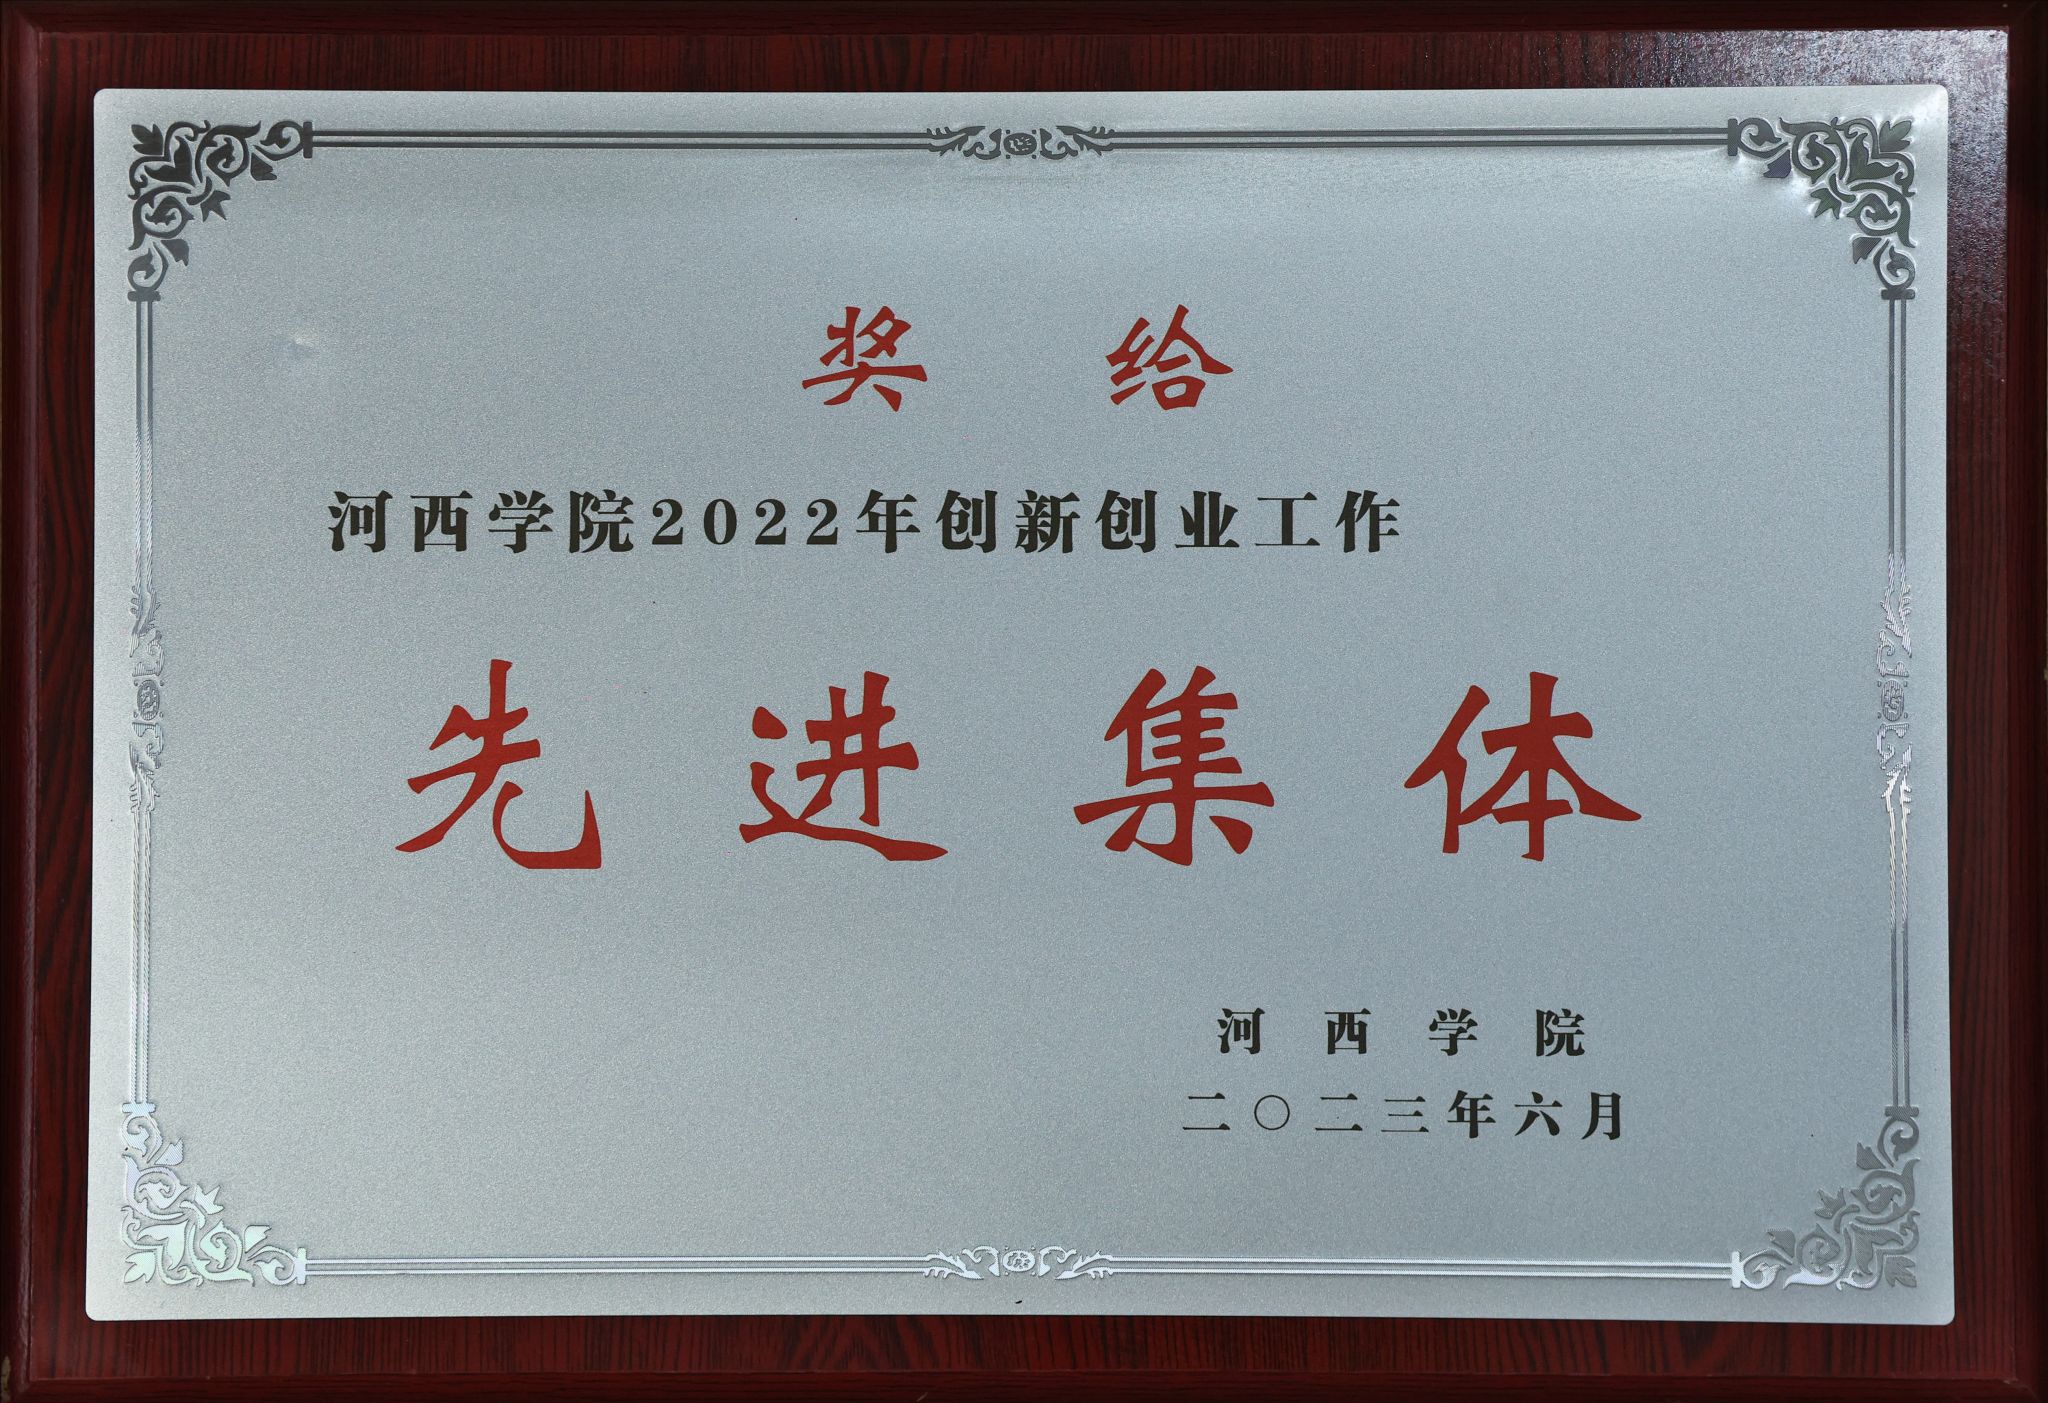 奖给
河西学院2022年创新创业工作
先进集体
河西学院
二〇二三年六月